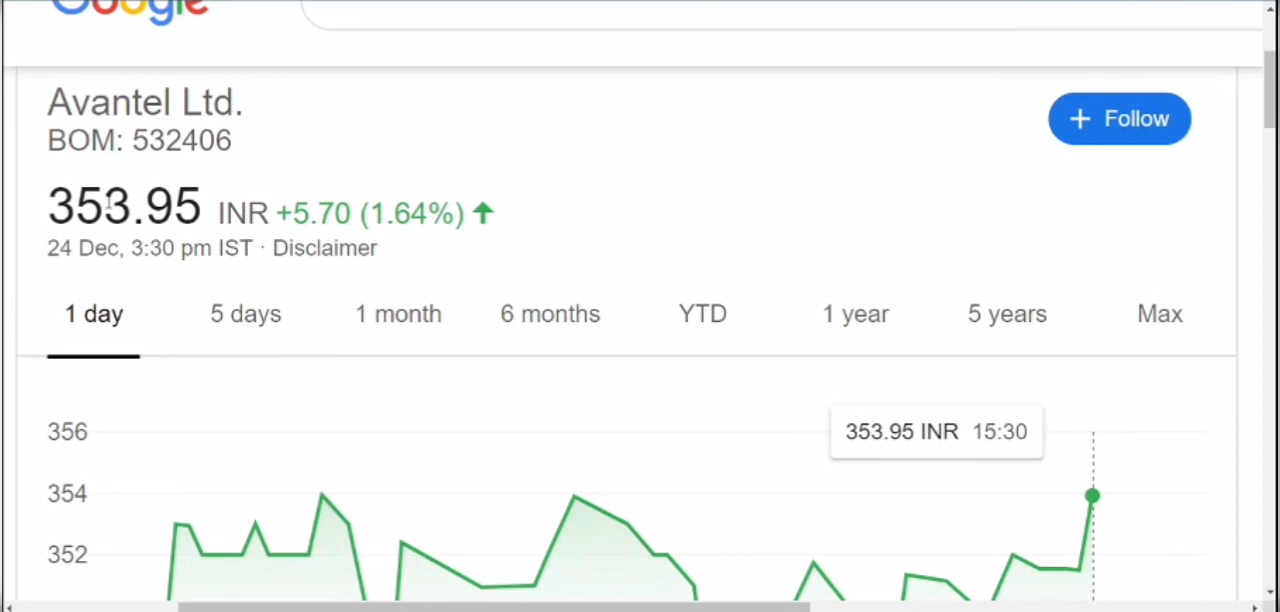 Google
Avantel Ltd.
Follow
BOM: 532406
353.95 INR +5.70 (1.64%)
24 Dec, 3:30 pm IST · Disclaimer
1 day 5 days 1 month 6 months YTD 1 year 5 years Max
356
353.95 INR 15:30
354
352